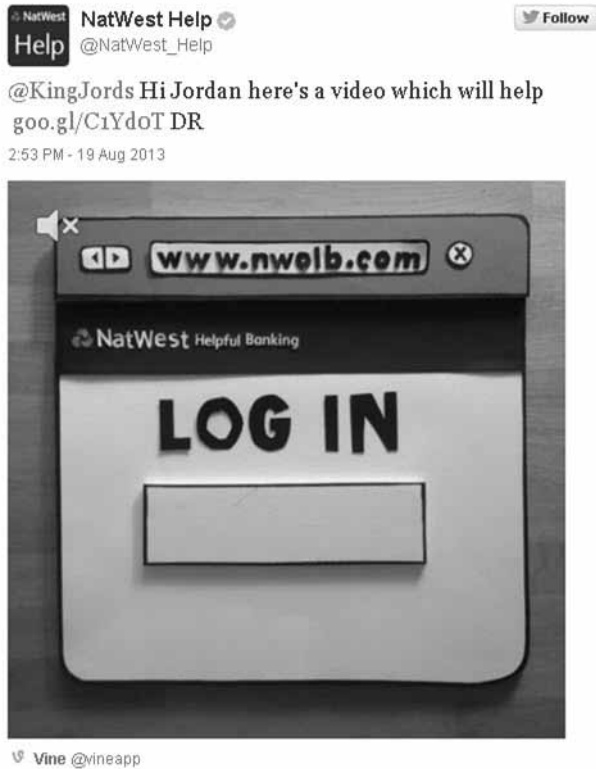 NatWest
Help
NatWest Help
@NatWest_Help
Follow
@KingJords Hi Jordan here's a video which will help
goo.gl/C1YdoT DR
2:53 PM - 19 Aug 2013
www.nwolb.com
NatWest Helpful Banking
LOG IN
Vine @vineapp